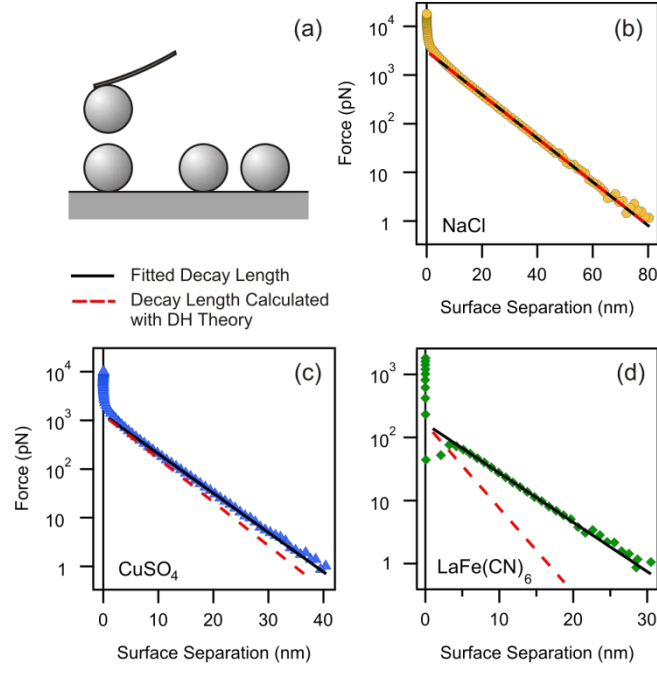 (a)
Fitted Decay Length
Decay Length Calculated
with DH Theory
(b)
Force (pN)
10⁴
10³
10²
10
1
NaCl
0 20 40 60 80
Surface Separation (nm)
(c)
Force (pN)
10⁴
10³
10²
10
1
CuSO₄
0 10 20 30 40
Surface Separation (nm)
(d)
10³
10²
10
1
LaFe(CN)₆
0 10 20 30
Surface Separation (nm)